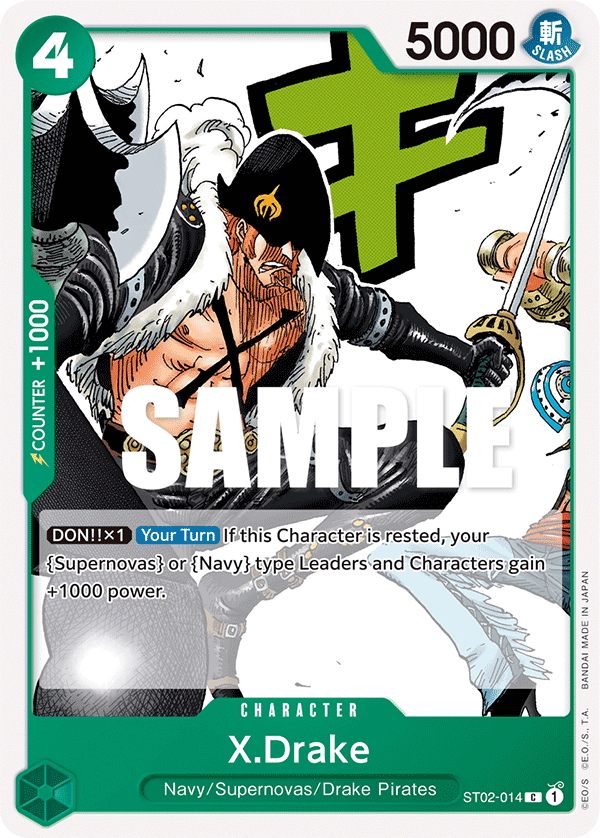 4
5000
斬
SLASH
COUNTER +1000
SAMPLE
DON!!×1 Your Turn If this Character is rested, your
{Supernovas} or {Navy} type Leaders and Characters gain
+1000 power.
CHARACTER
X.Drake
Navy/Supernovas/Drake Pirates
ST02-014 C 1
©E.O/S ©E.O./S., T.A. BANDAI MADE IN JAPAN